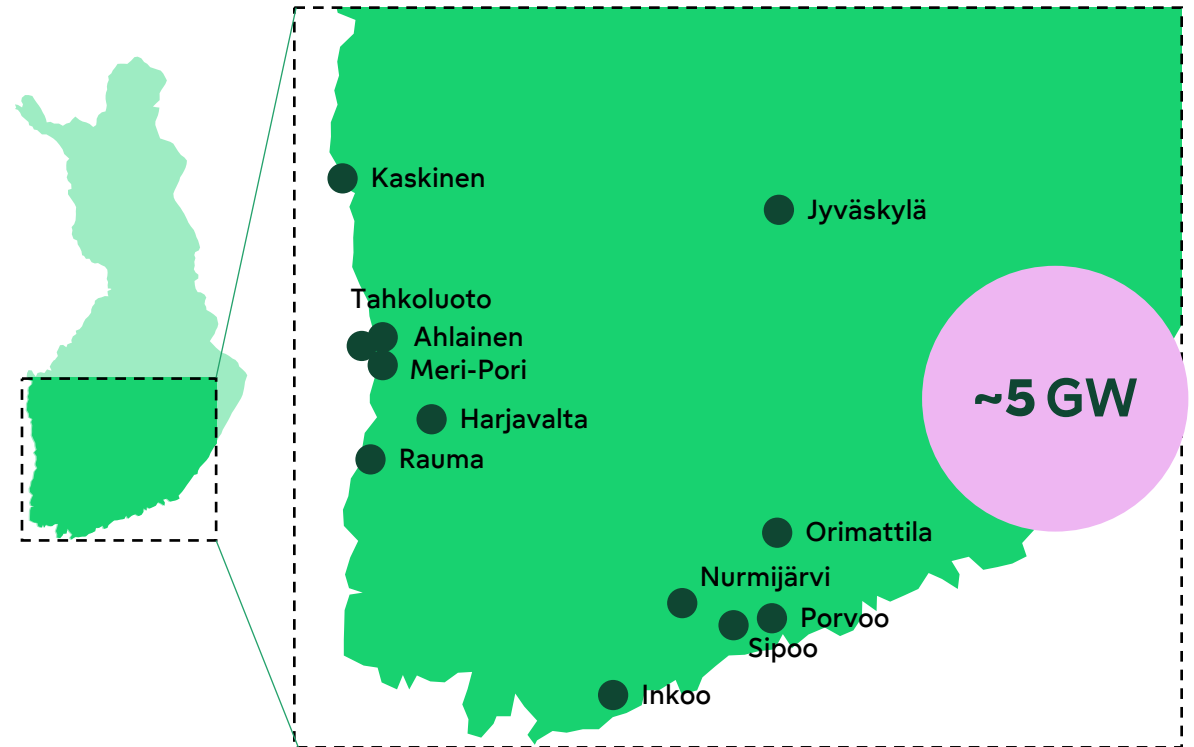 Kaskinen
Jyväskylä
Tahkoluoto
Ahlainen
Meri-Pori
~5 GW
Harjavalta
Rauma
Orimattila
Nurmijärvi
Porvoo
Sipoo
Inkoo